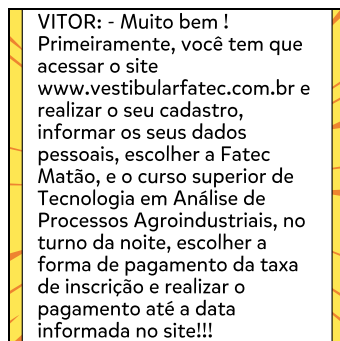 VITOR: - Muito bem !
Primeiramente, você tem que
acessar o site
www.vestibularfatec.com.br e
realizar o seu cadastro,
informar os seus dados
pessoais, escolher a Fatec
Matão, e o curso superior de
Tecnologia em Análise de
Processos Agroindustriais, no
turno da noite, escolher a
forma de pagamento da taxa
de inscrição e realizar o
pagamento até a data
informada no site!!!